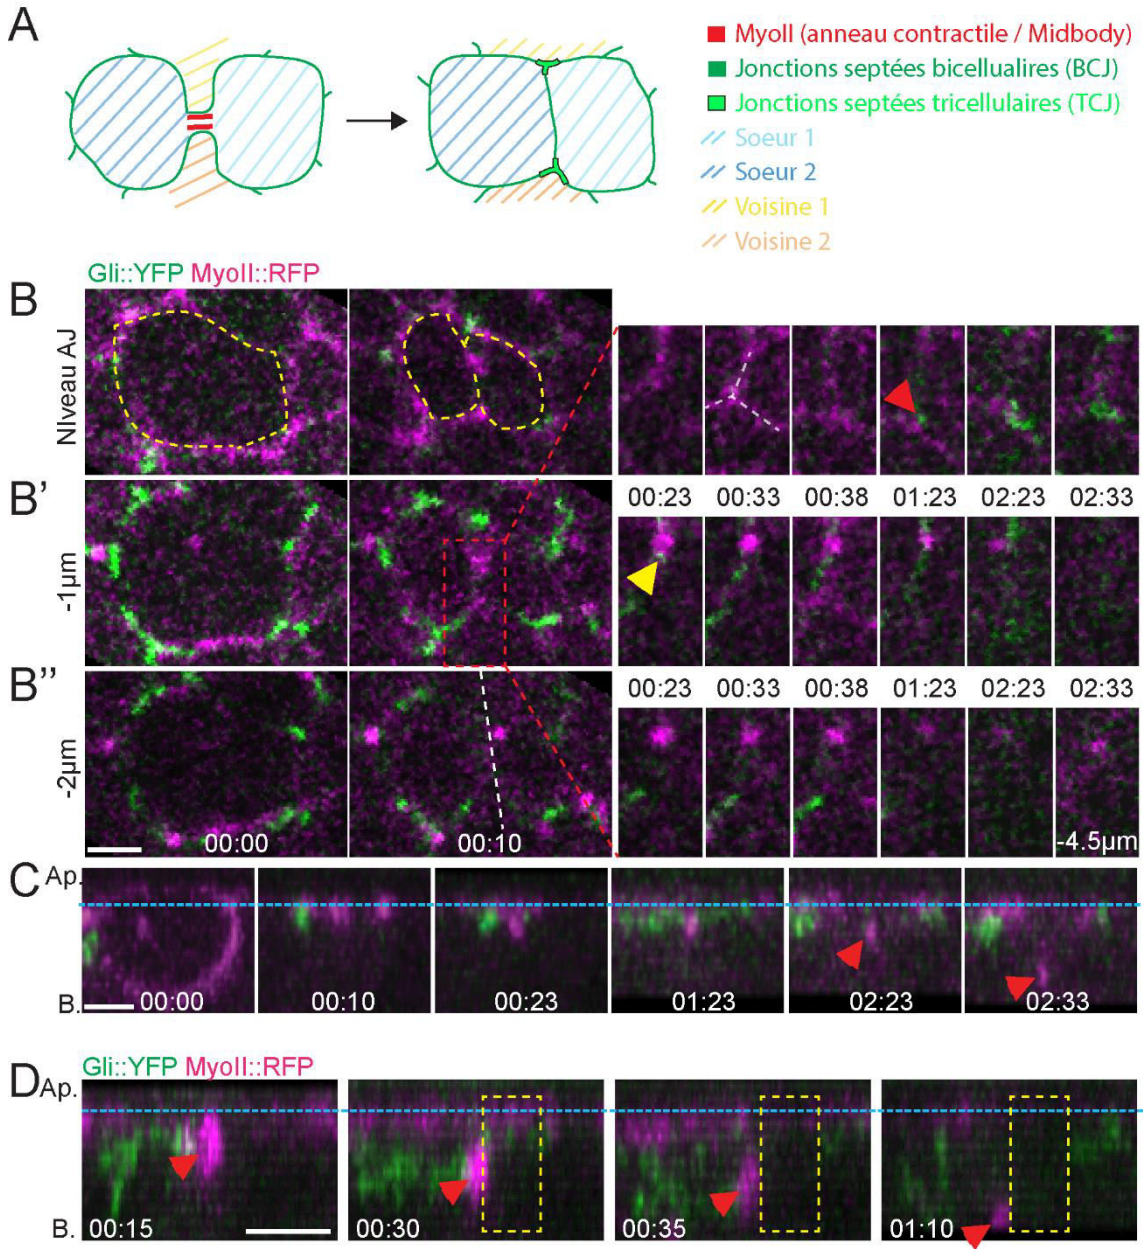 A
MyoII (anneau contractile / Midbody)
Jonctions septées bicellualires (BCJ)
Jonctions septées tricellulaires (TCJ)
Soeur 1
Soeur 2
Voisine 1
Voisine 2
Gli::YFP MyoII::RFP
B
NIveau AJ
B'
00:23 00:33 00:38 01:23 02:23 02:33
-1µm
B''
00:23 00:33 00:38 01:23 02:23 02:33
-2µm
00:00
00:10
-4.5µm
C
Ap.
B.
00:00
00:10
00:23
01:23
02:23
02:33
Gli::YFP MyoII::RFP
D
Ap.
B.
00:15
00:30
00:35
01:10